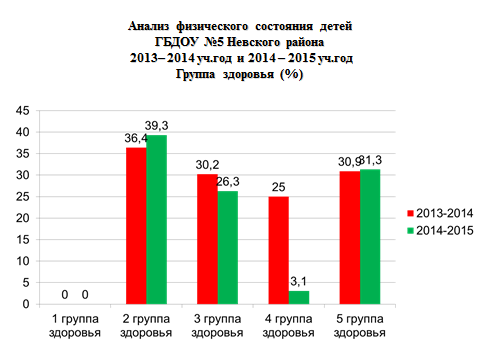 Анализ физического состояния детей
ГБДОУ №5 Невского района
2013– 2014 уч.год и 2014 – 2015 уч.год
Группа здоровья (%)
45
40
35
30
25
20
15
10
5
0
0 0
36,4 39,3
30,2 26,3
25 3,1
30,9 31,3
1 группа здоровья
2 группа здоровья
3 группа здоровья
4 группа здоровья
5 группа здоровья
2013-2014
2014-2015